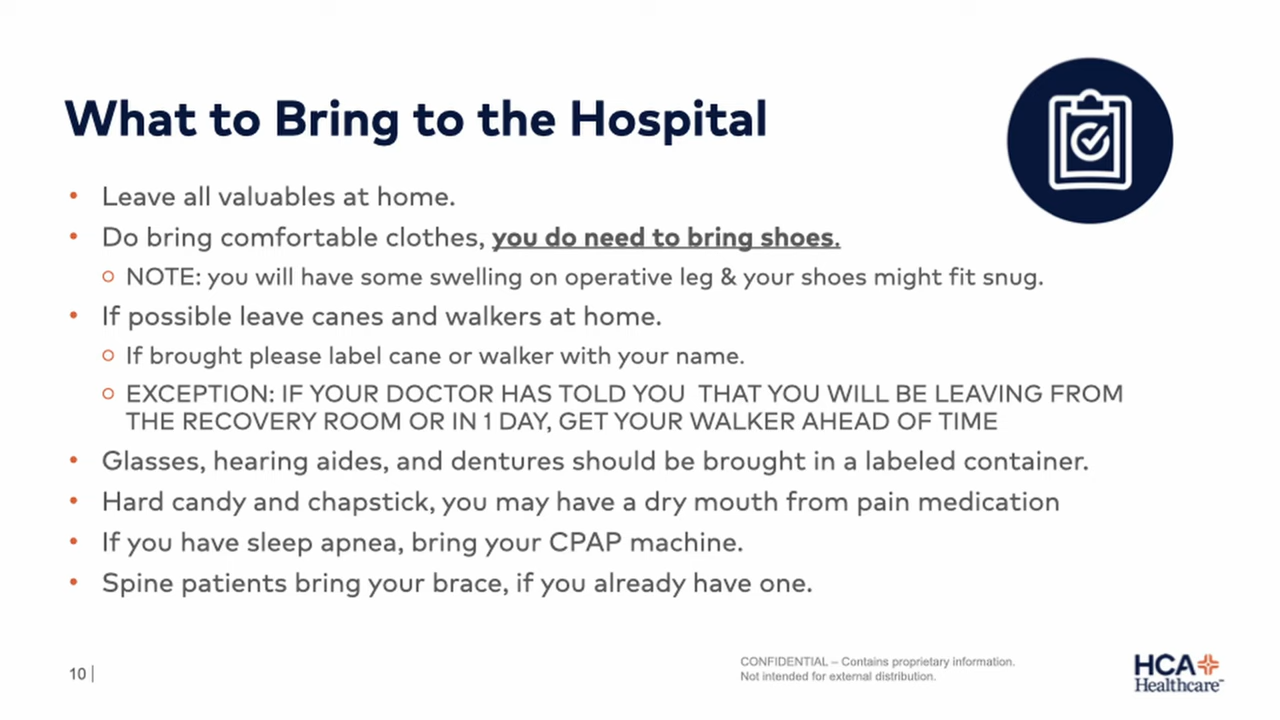 What to Bring to the Hospital
• Leave all valuables at home.
• Do bring comfortable clothes, you do need to bring shoes.
○ NOTE: you will have some swelling on operative leg & your shoes might fit snug.
• If possible leave canes and walkers at home.
○ If brought please label cane or walker with your name.
○ EXCEPTION: IF YOUR DOCTOR HAS TOLD YOU  THAT YOU WILL BE LEAVING FROM
THE RECOVERY ROOM OR IN 1 DAY, GET YOUR WALKER AHEAD OF TIME
• Glasses, hearing aides, and dentures should be brought in a labeled container.
• Hard candy and chapstick, you may have a dry mouth from pain medication
• If you have sleep apnea, bring your CPAP machine.
• Spine patients bring your brace, if you already have one.
10 |
CONFIDENTIAL – Contains proprietary information.
Not intended for external distribution.
HCA
Healthcare™